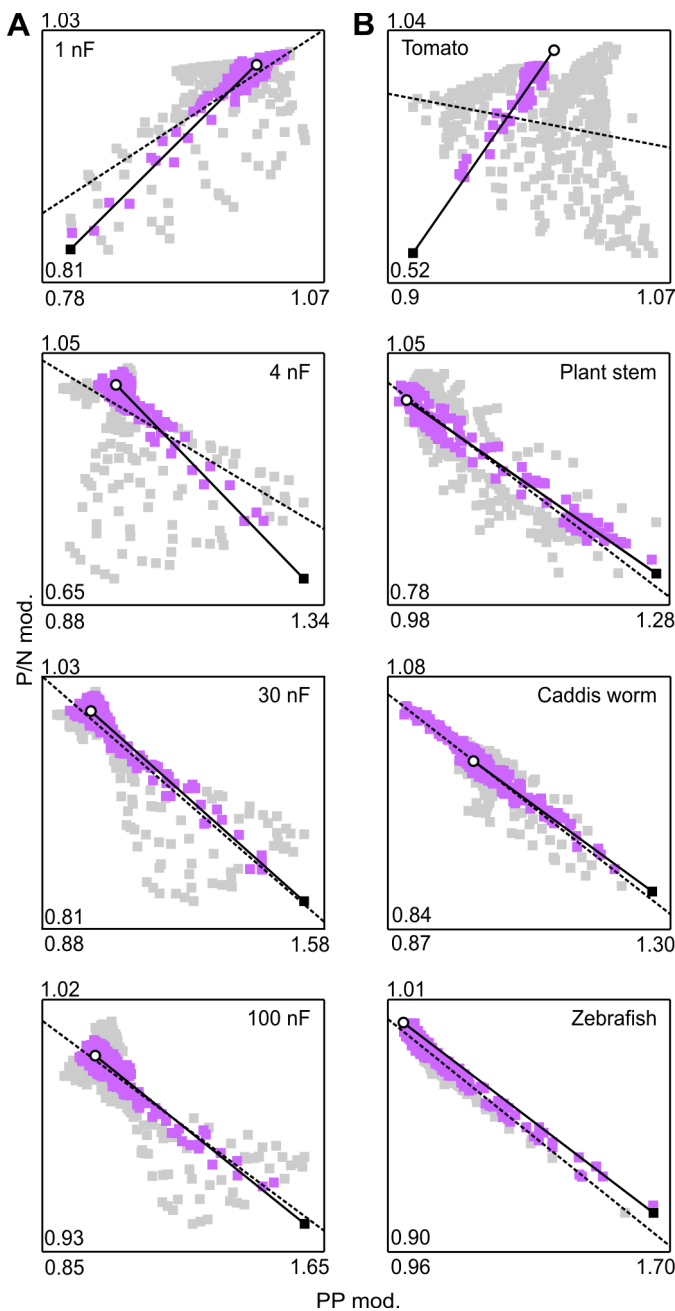 A
1.03
1 nF
0.81
0.78
1.07
1.05
4 nF
0.65
0.88
1.34
1.03
30 nF
0.81
0.88
1.58
1.02
100 nF
0.93
0.85
1.65
B
1.04
Tomato
0.52
0.9
1.07
1.05
Plant stem
0.78
0.98
1.28
1.08
Caddis worm
0.84
0.87
1.30
1.01
Zebrafish
0.90
0.96
1.70
P/N mod.
PP mod.